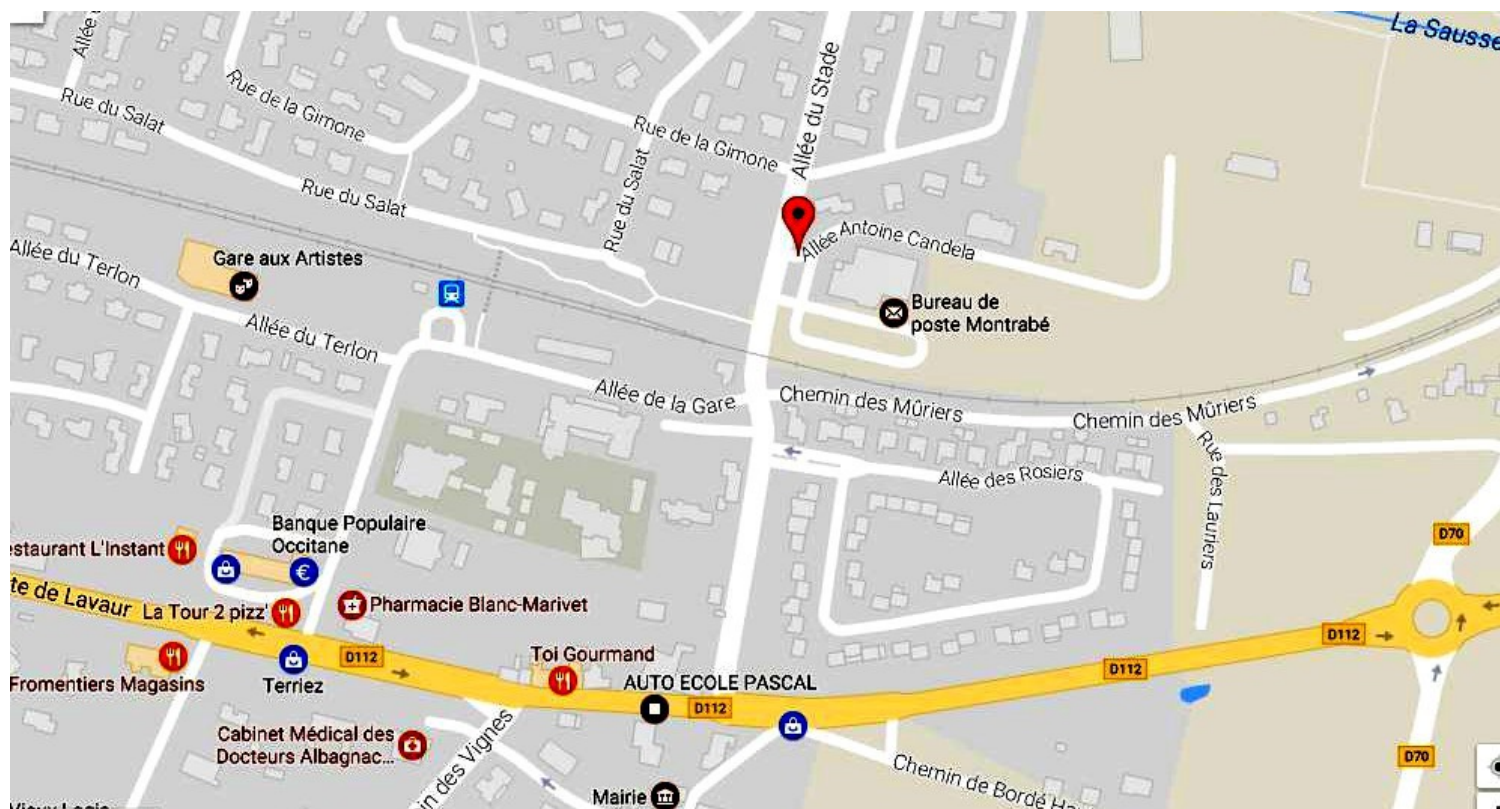 La Sausse
Allée d
Allée du Stade
Rue de la Gimone
Rue du Salat
Rue de la Gimone
Rue du Salat
Rue du Salat
Allée Antoine Candela
Allée du Terlon
Gare aux Artistes
Bureau de
poste Montrabé
Allée du Terlon
Allée de la Gare
Chemin des Mûriers
Chemin des Mûriers
Rue des Lauriers
Allée des Rosiers
Banque Populaire
Occitane
€
estaurant L'Instant
D70
te de Lavaur
La Tour 2 pizz'
Pharmacie Blanc-Marivet
D112
D112
D112
Toi Gourmand
AUTO ECOLE PASCAL
D112
Fromentiers Magasins
Terriez
Cabinet Médical des
Docteurs Albagnac...
in des Vignes
Chemin de Bordé Ha
D70
Mairie
Vieux Logis